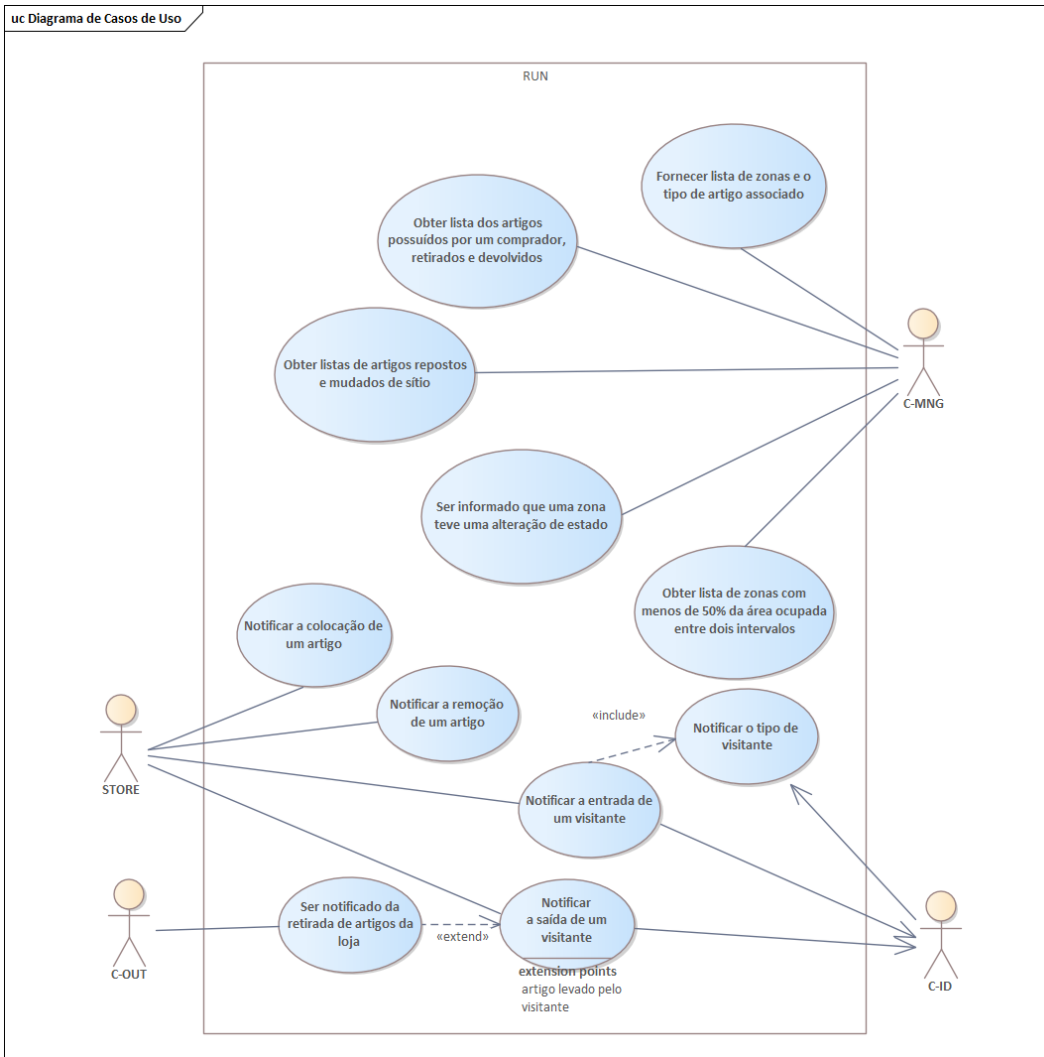 uc Diagrama de Casos de Uso
RUN
Fornecer lista de zonas e o
tipo de artigo associado
Obter lista dos artigos
possuídos por um comprador,
retirados e devolvidos
Obter listas de artigos repostos
e mudados de sítio
C-MNG
Ser informado que uma zona
teve uma alteração de estado
Obter lista de zonas com
menos de 50% da área ocupada
entre dois intervalos
Notificar a colocação de
um artigo
Notificar a remoção
de um artigo
«include»
Notificar o tipo de
visitante
STORE
Notificar a entrada de
um visitante
Ser notificado da
retirada de artigos da
loja
«extend»
Notificar
a saída de um
visitante
extension points
artigo levado pelo
visitante
C-OUT
C-ID